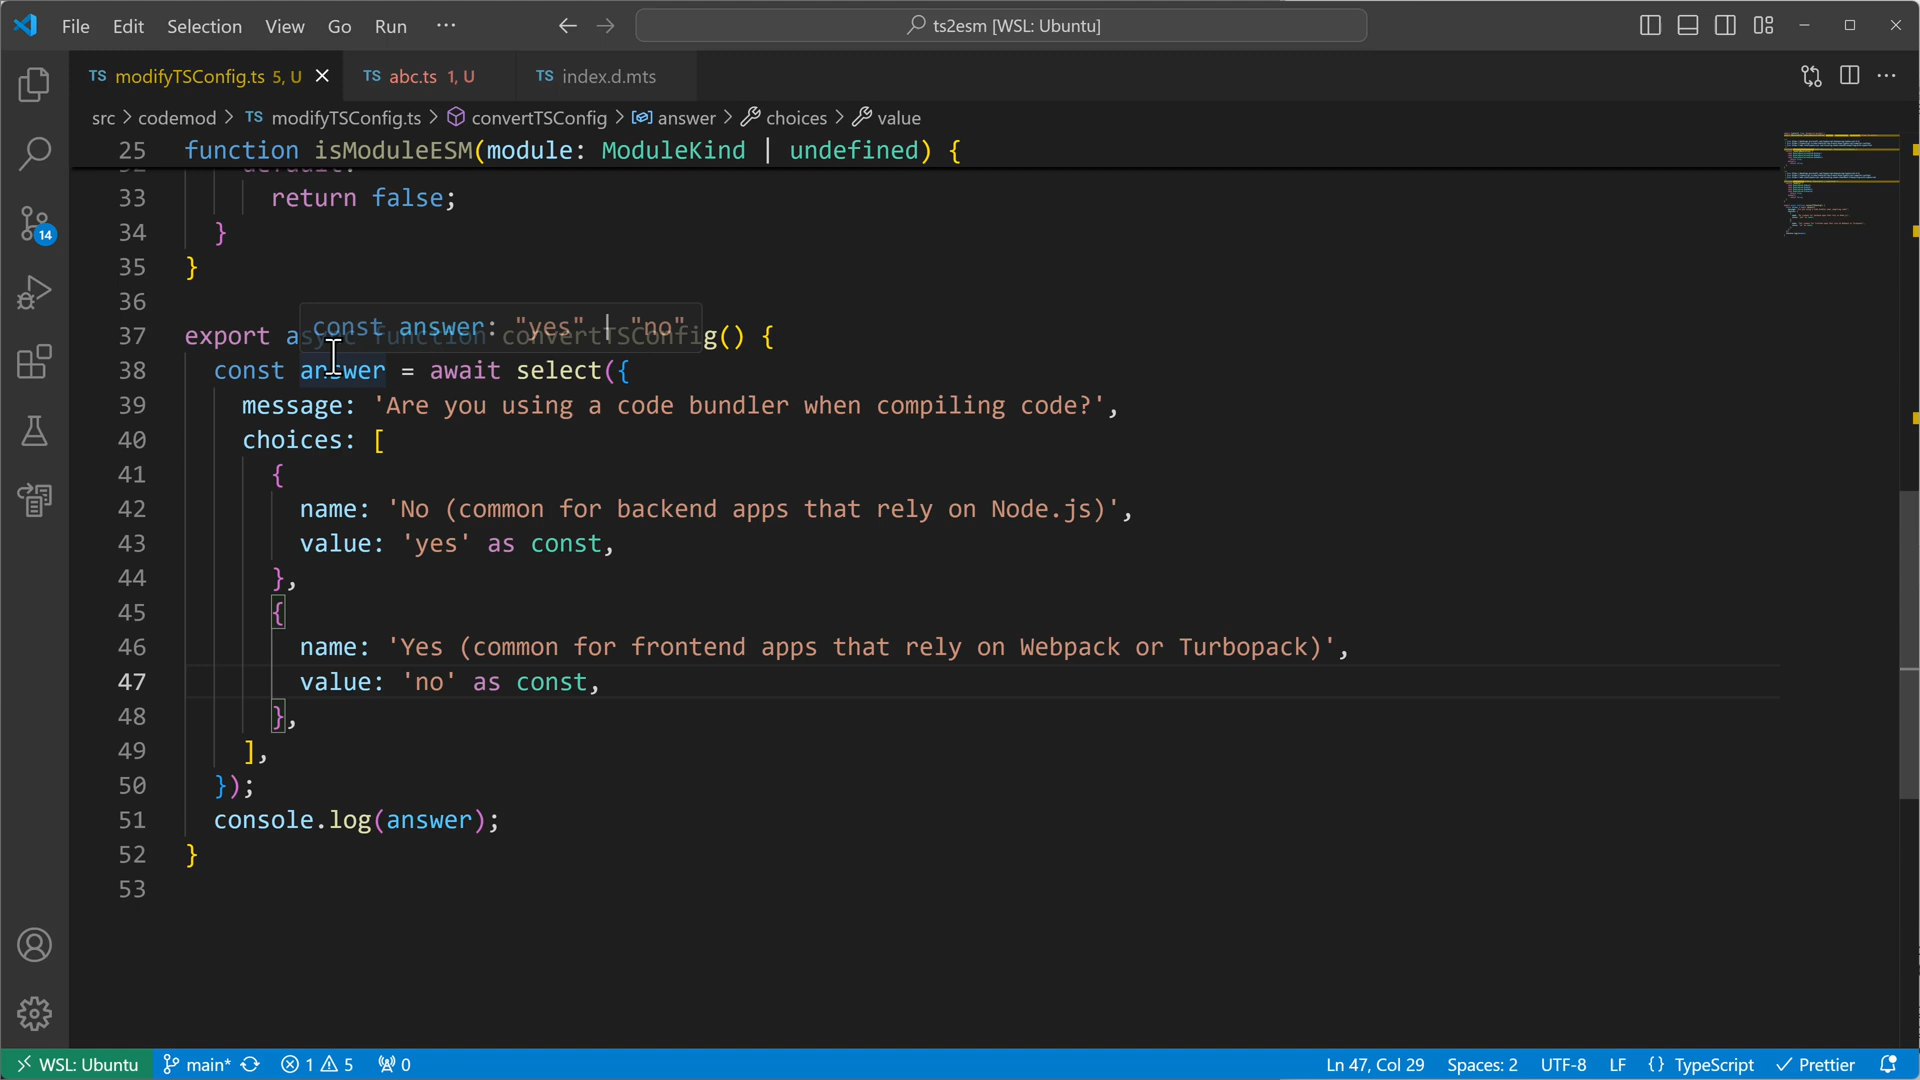 File Edit Selection View Go Run ··· ts2esm [WSL: Ubuntu]
TS modifyTSConfig.ts 5, U TS abc.ts 1, U TS index.d.mts
src > codemod > TS modifyTSConfig.ts > convertTSConfig > answer > choices > value
25 function isModuleESM(module: ModuleKind | undefined) {
32 default:
33 return false;
34 }
35 }
36
const answer: "yes" | "no"
37 export async function convertTSConfig() {
38 const answer = await select({
39 message: 'Are you using a code bundler when compiling code?',
40 choices: [
41 {
42 name: 'No (common for backend apps that rely on Node.js)',
43 value: 'yes' as const,
44 },
45 {
46 name: 'Yes (common for frontend apps that rely on Webpack or Turbopack)',
47 value: 'no' as const,
48 },
49 ],
50 });
51 console.log(answer);
52 }
53
14
WSL: Ubuntu main* 1 5 0 Ln 47, Col 29 Spaces: 2 UTF-8 LF {} TypeScript Prettier